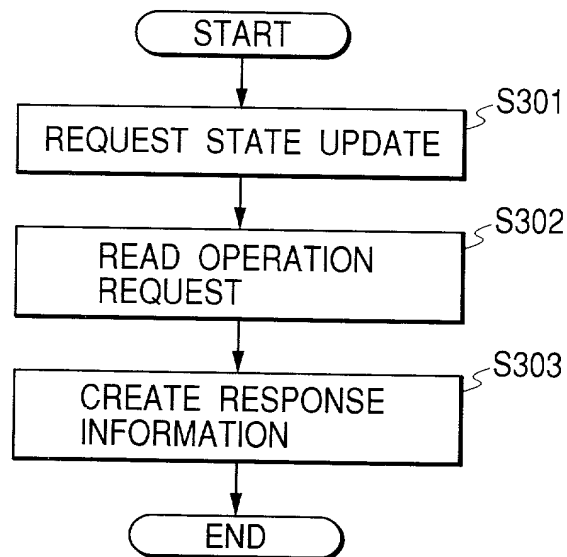 START
S301
REQUEST STATE UPDATE
S302
READ OPERATION
REQUEST
S303
CREATE RESPONSE
INFORMATION
END